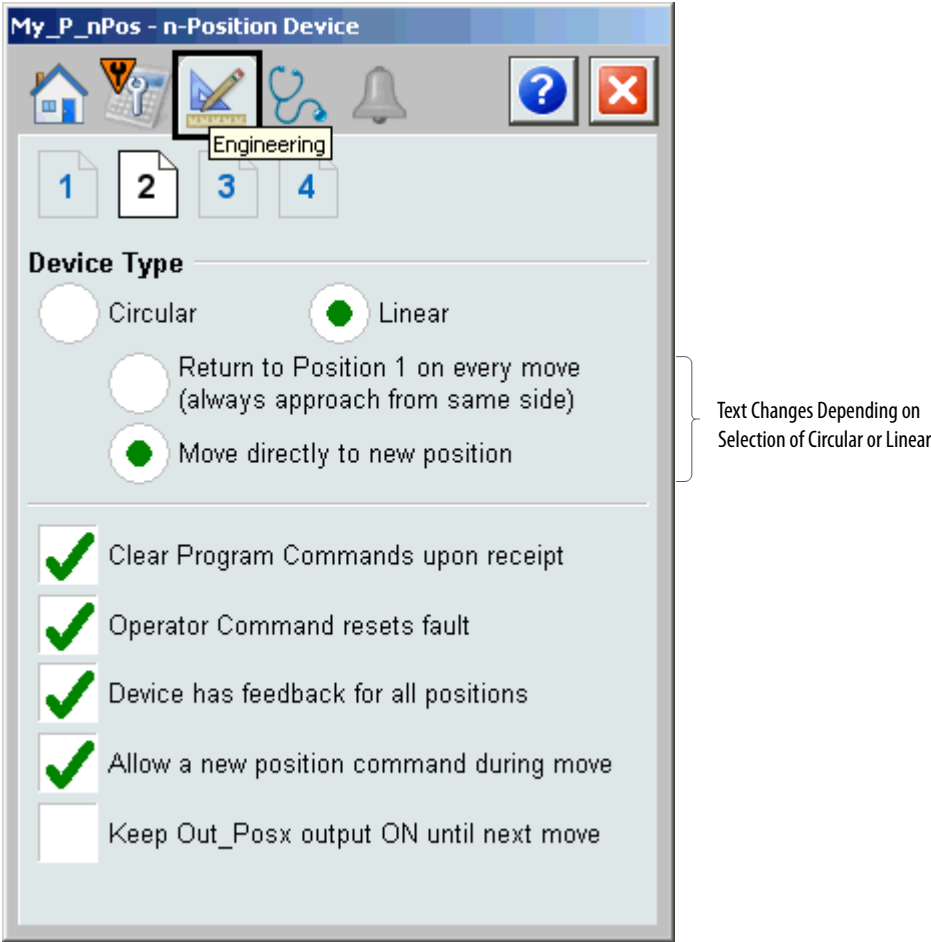 My_P_nPos - n-Position Device
?
Engineering
1 2 3 4
Device Type
Circular Linear
Return to Position 1 on every move
(always approach from same side)
Move directly to new position
Text Changes Depending on
Selection of Circular or Linear
Clear Program Commands upon receipt
Operator Command resets fault
Device has feedback for all positions
Allow a new position command during move
Keep Out_Posx output ON until next move